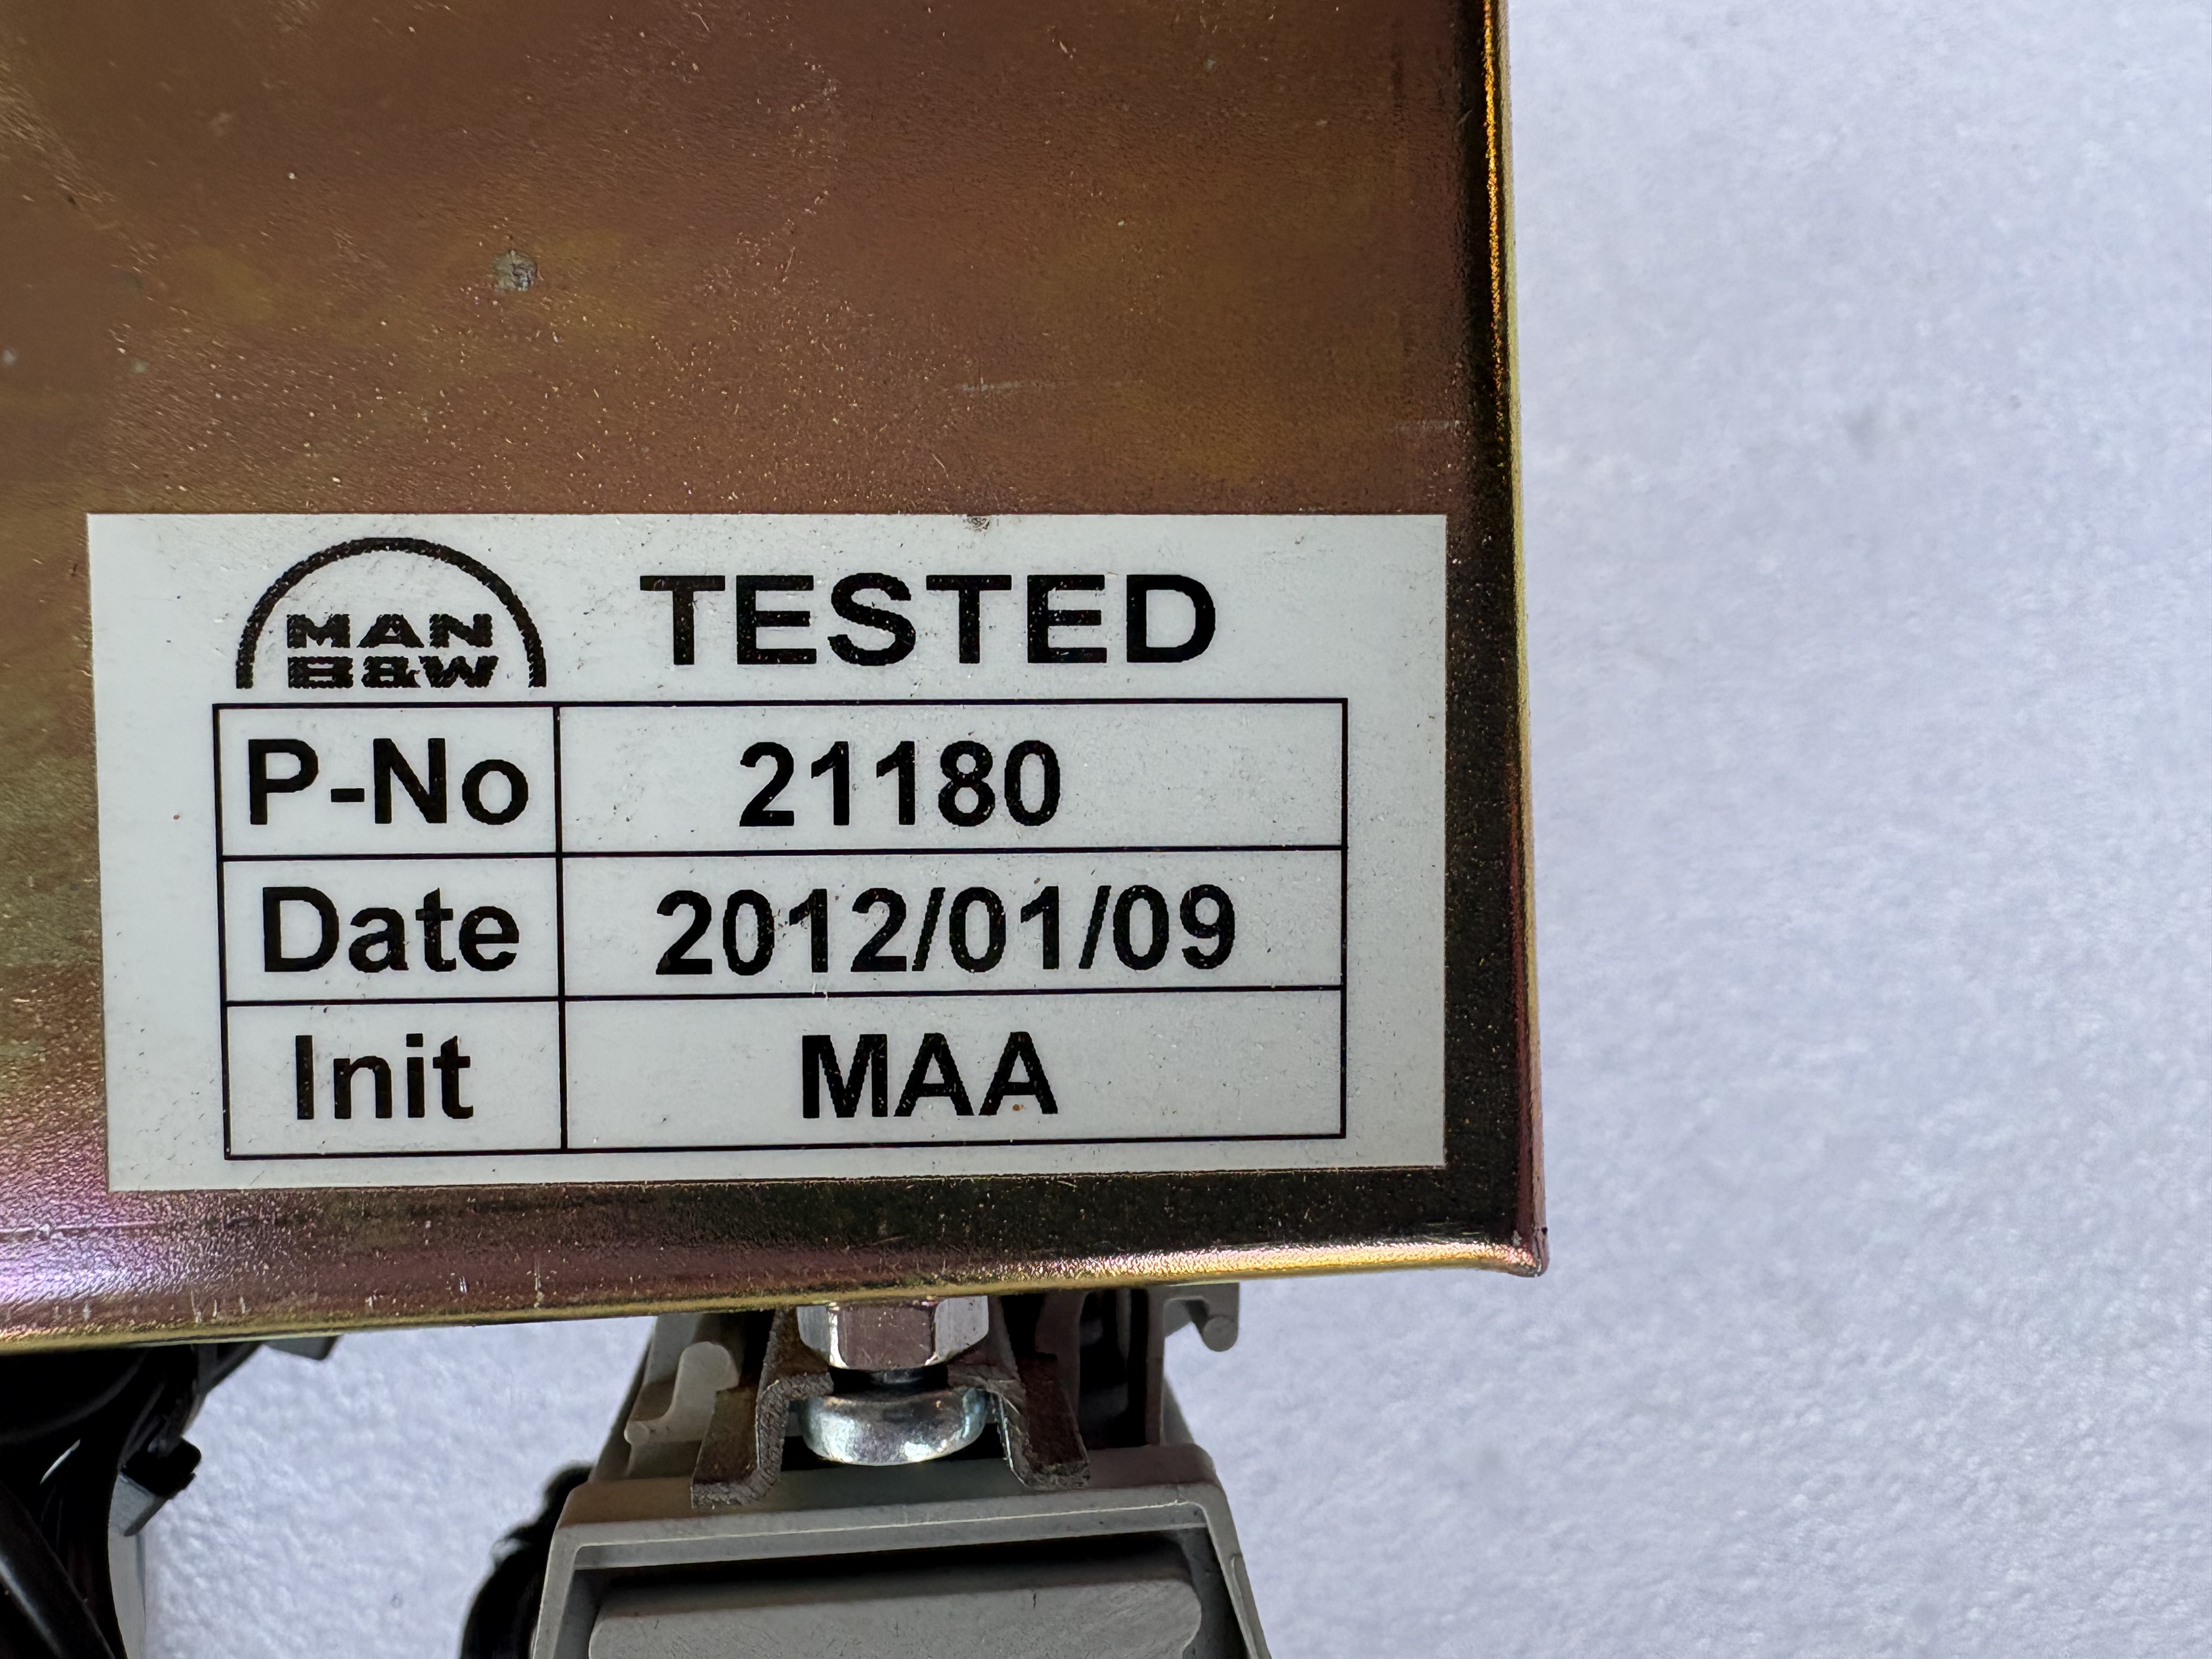 MAN
B&W
TESTED
P-No 21180
Date 2012/01/09
Init MAA